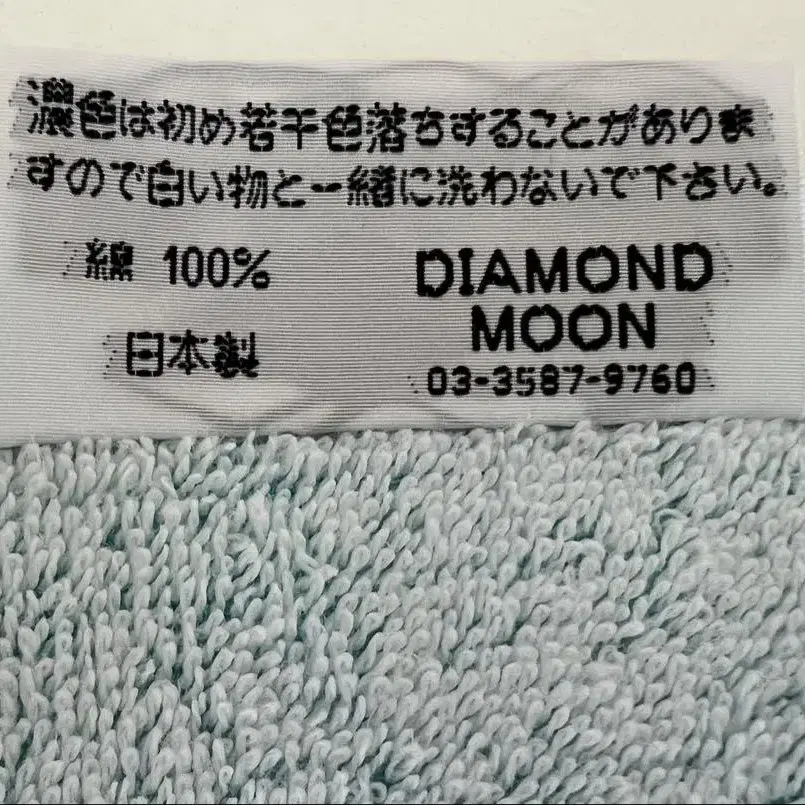 濃色は初め若干色落ちすることがありま
すので白い物と一緒に洗わないで下さい。
綿 100%
DIAMOND
MOON
日本製
03-3587-9760